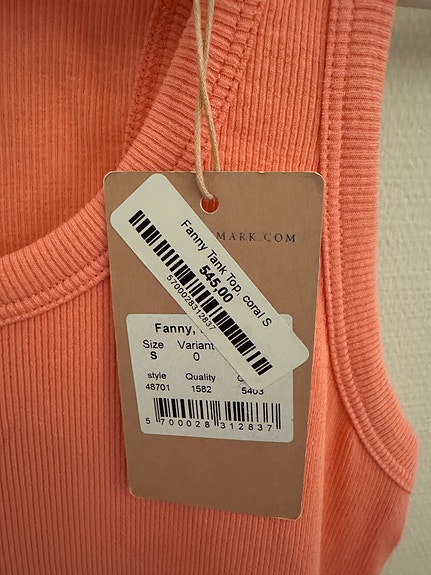 MARK.COM
Fanny Tank Top, coral S
545,00
5700028312837
Fanny,
Size Variant
S 0
style Quality
48701 1582 5403
5 700028 312837